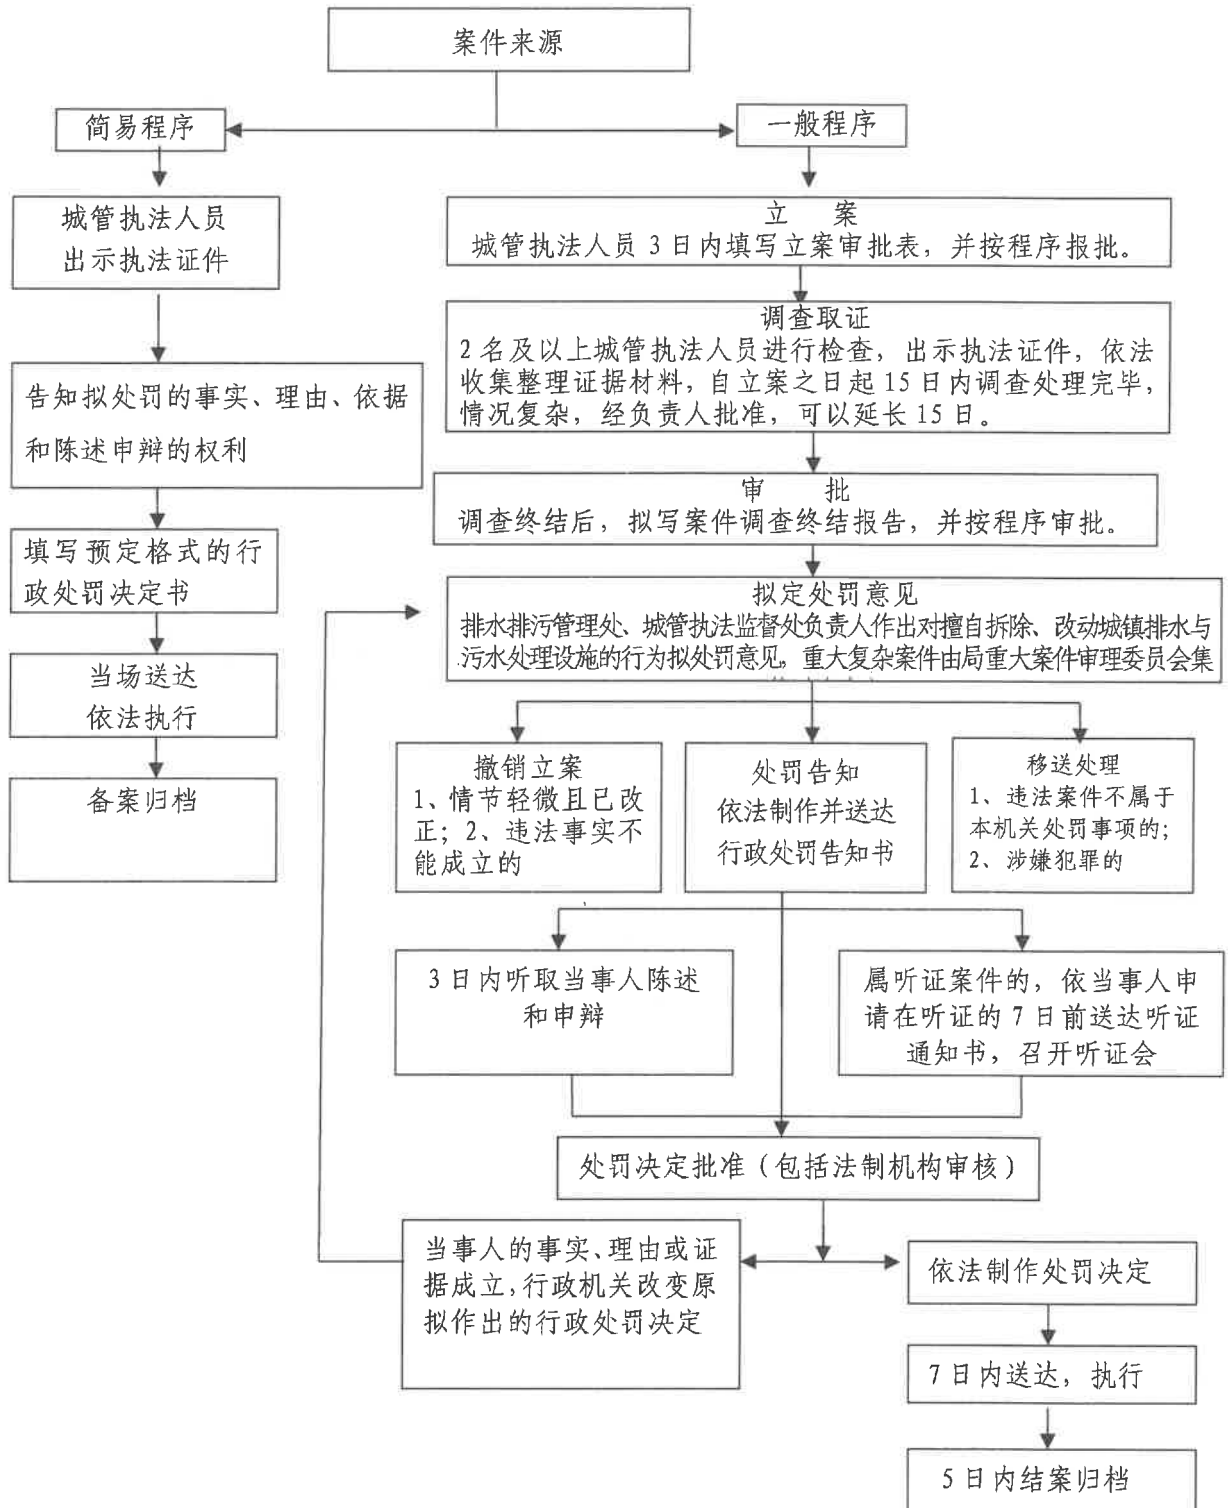 案件来源
简易程序
一般程序
城管执法人员
出示执法证件
告知拟处罚的事实、理由、依据
和陈述申辩的权利
填写预定格式的行
政处罚决定书
当场送达
依法执行
备案归档
立 案
城管执法人员 3 日内填写立案审批表，并按程序报批。
调查取证
2 名及以上城管执法人员进行检查，出示执法证件，依法
收集整理证据材料，自立案之日起 15 日内调查处理完毕，
情况复杂，经负责人批准，可以延长 15 日。
审 批
调查终结后，拟写案件调查终结报告，并按程序审批。
拟定处罚意见
排水排污管理处、城管执法监督处负责人作出对擅自拆除、改动城镇排水与
污水处理设施的行为拟处罚意见，重大复杂案件由局重大案件审理委员会集
撤销立案
1、情节轻微且已改
正；2、违法事实不
能成立的
处罚告知
依法制作并送达
行政处罚告知书
移送处理
1、违法案件不属于
本机关处罚事项的；
2、涉嫌犯罪的
3 日内听取当事人陈述
和申辩
属听证案件的，依当事人申
请在听证的 7 日前送达听证
通知书，召开听证会
处罚决定批准（包括法制机构审核）
当事人的事实、理由或证
据成立,行政机关改变原
拟作出的行政处罚决定
依法制作处罚决定
7 日内送达，执行
5 日内结案归档